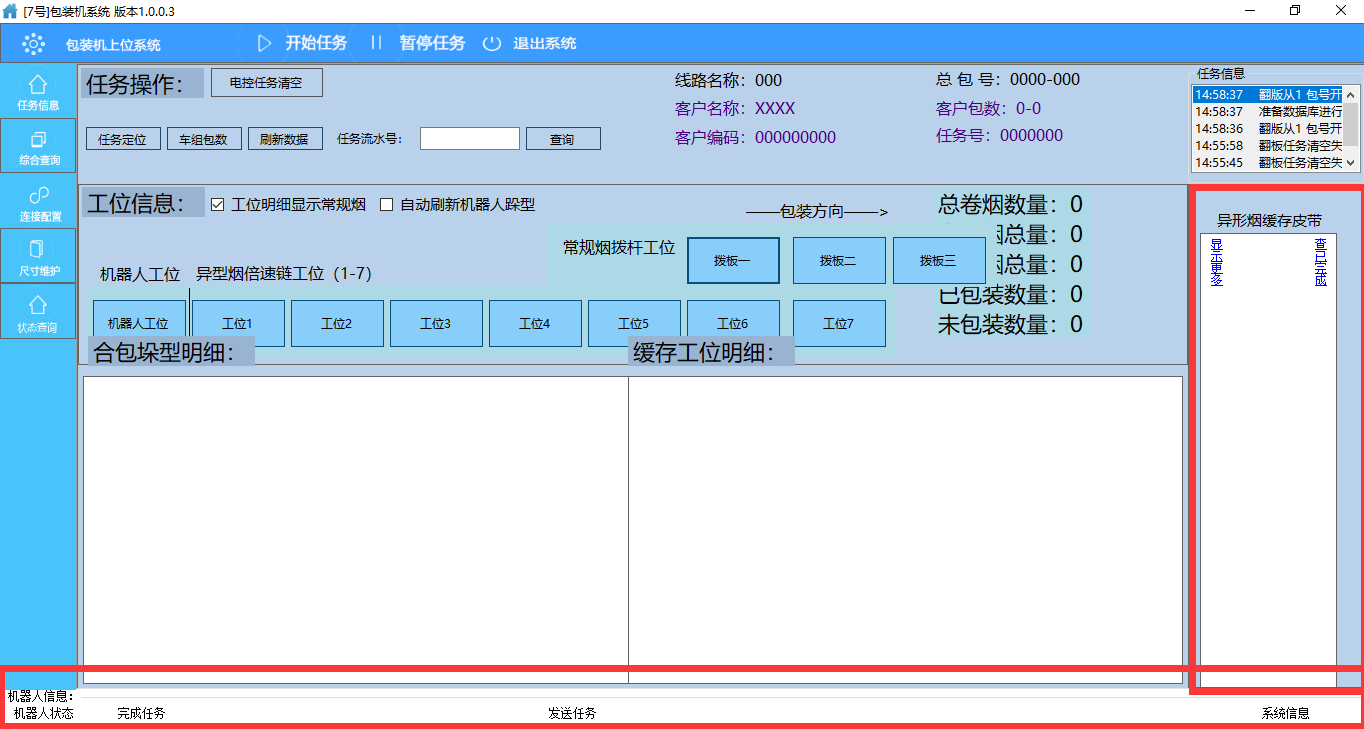 [7号]包装机系统 版本1.0.0.3
包装机上位系统 开始任务 暂停任务 退出系统
任务信息
综合查询
连接配置
尺寸维护
状态查询
任务操作： 电控任务清空
任务定位 车组包数 刷新数据 任务流水号： 查询
线路名称：000
客户名称：XXXX
客户编码：000000000
总 包 号：0000-000
客户包数：0-0
任务号：0000000
任务信息
14:58:37 翻版从1 包号开
14:58:37 准备数据库进行
14:58:36 翻版从1 包号开
14:55:58 翻板任务清空失
14:55:45 翻板任务清空失
工位信息： 工位明细显示常规烟 自动刷新机器人跺型
——包装方向——>
常规烟拨杆工位 拨板一 拨板二 拨板三
机器人工位 异型烟倍速链工位（1-7）
机器人工位 工位1 工位2 工位3 工位4 工位5 工位6 工位7
总卷烟数量：0
烟总量：0
烟总量：0
已包装数量：0
未包装数量：0
合包垛型明细： 缓存工位明细：
异形烟缓存皮带
显示更多
查已完成
机器人信息：
机器人状态 完成任务 发送任务 系统信息